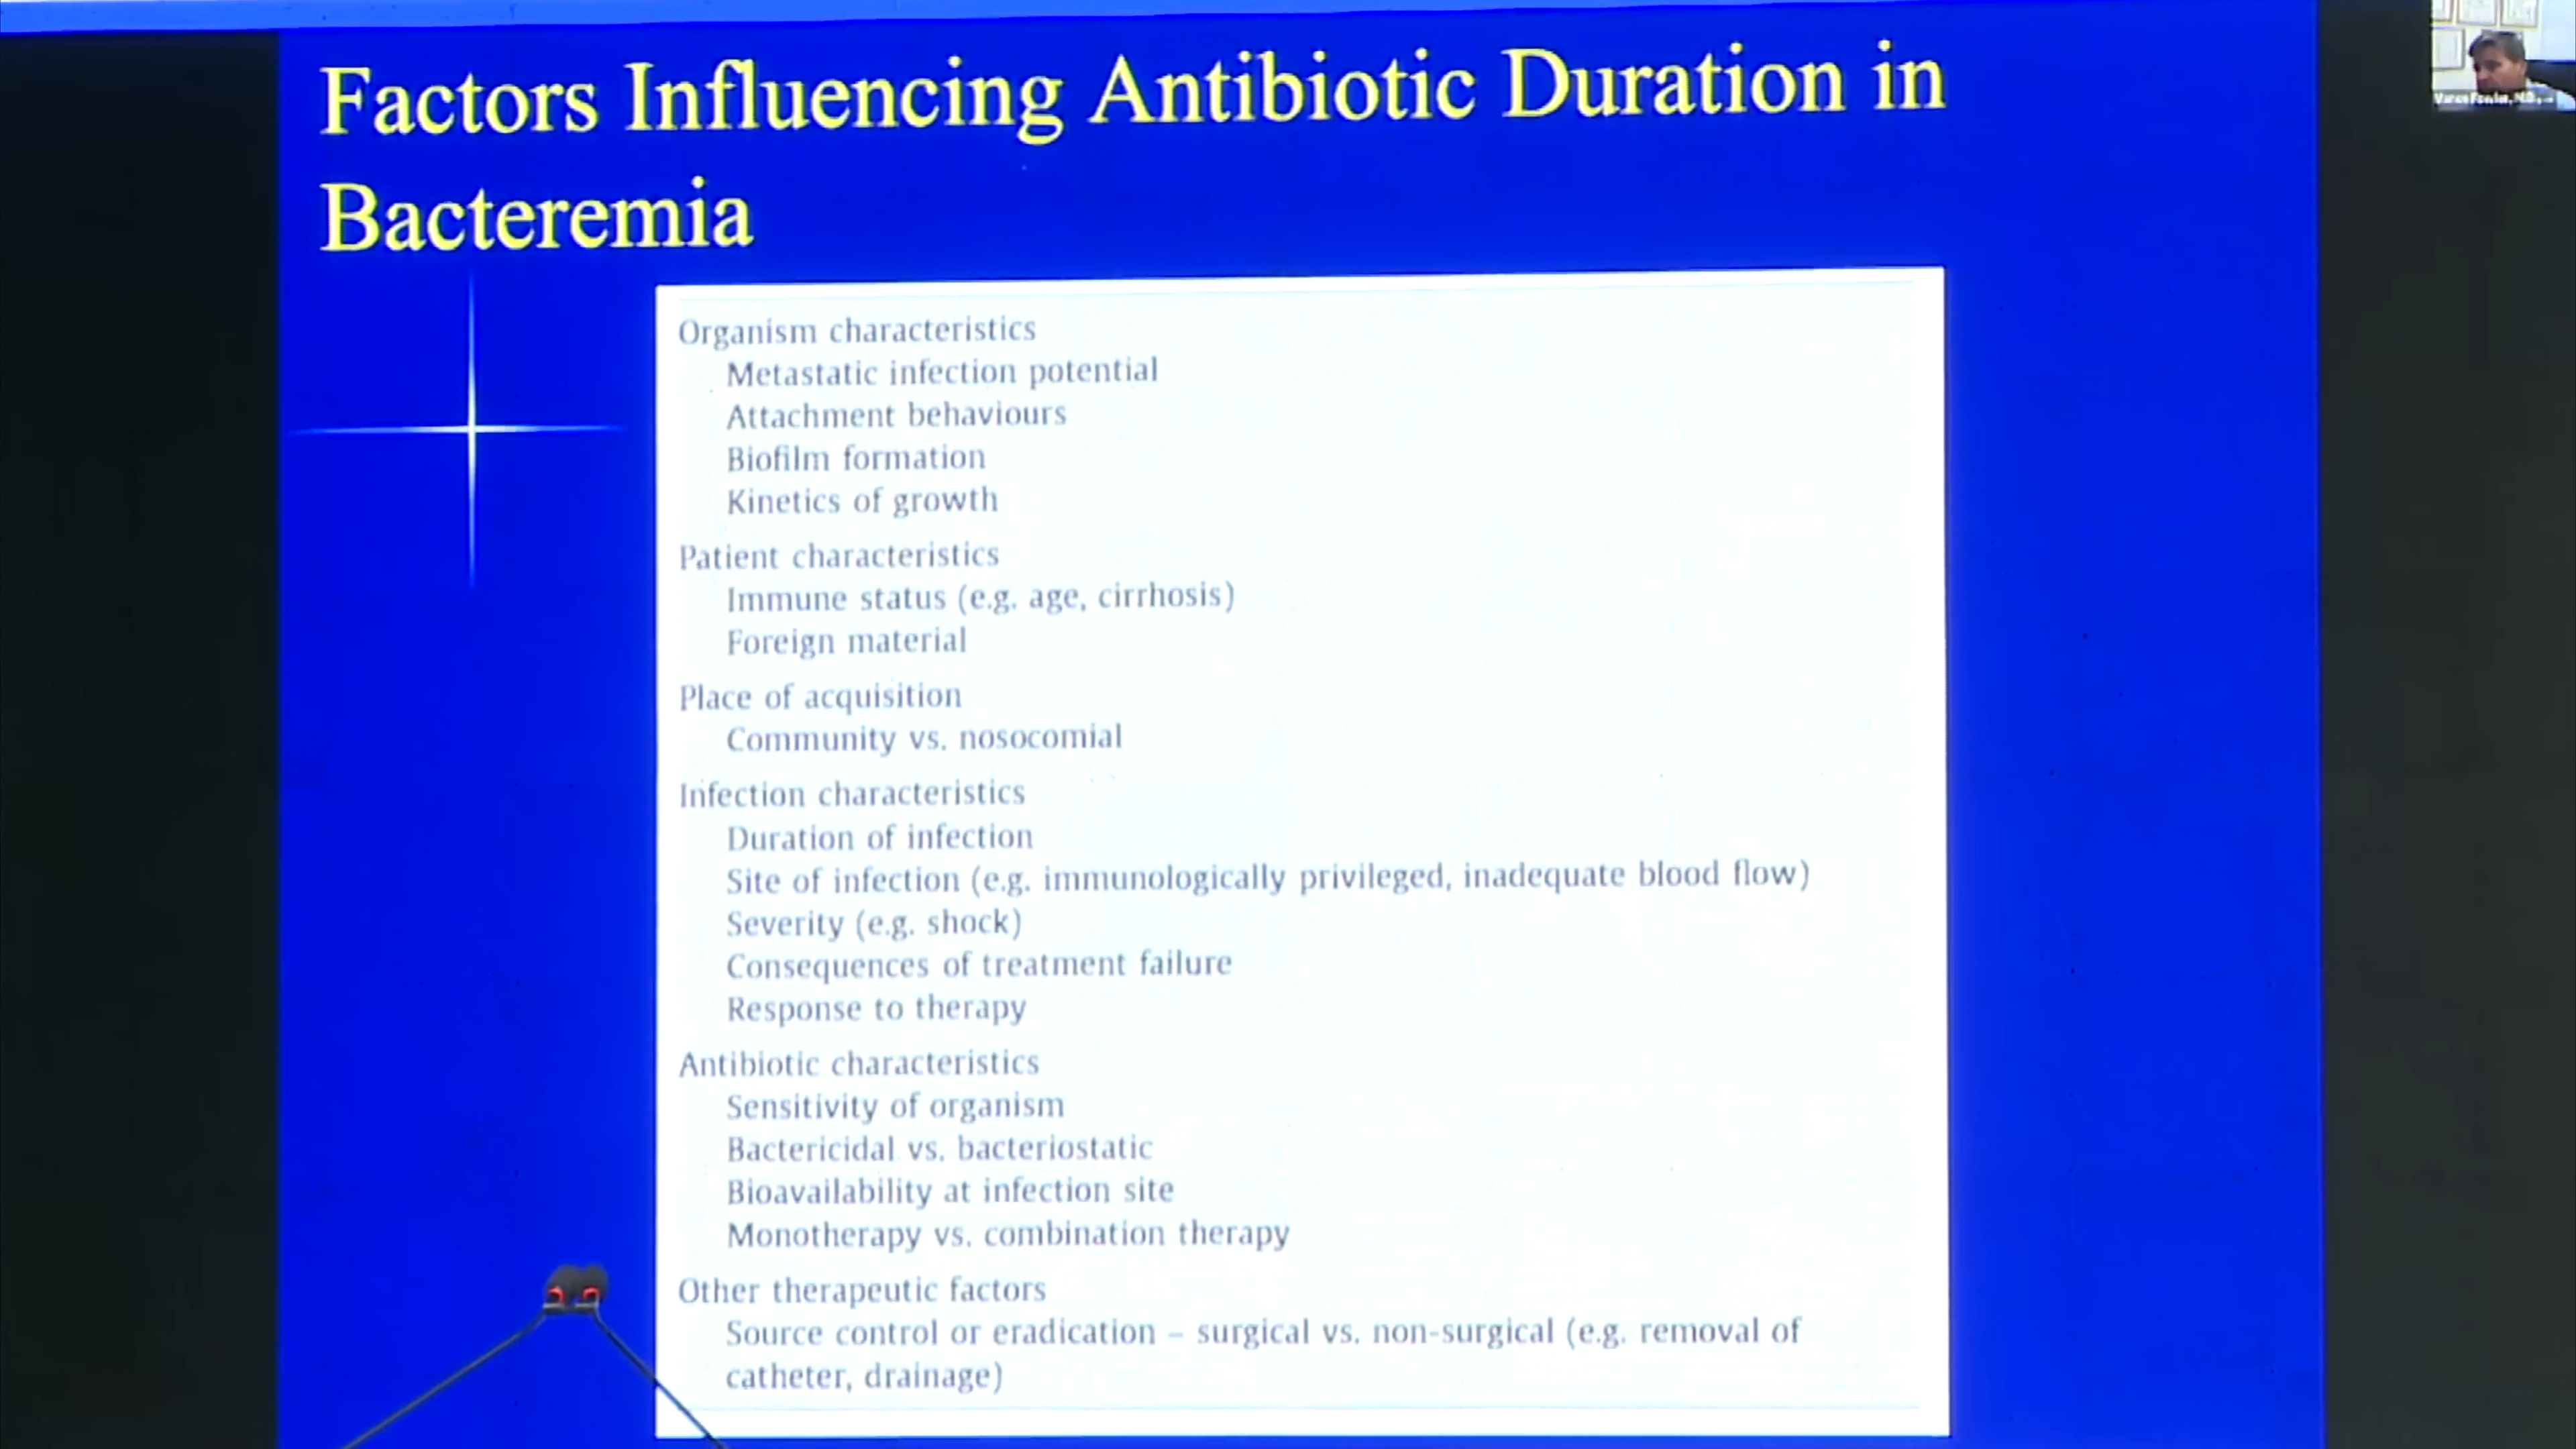 Factors Influencing Antibiotic Duration in
Bacteremia
Organism characteristics
Metastatic infection potential
Attachment behaviours
Biofilm formation
Kinetics of growth
Patient characteristics
Immune status (e.g. age, cirrhosis)
Foreign material
Place of acquisition
Community vs. nosocomial
Infection characteristics
Duration of infection
Site of infection (e.g. immunologically privileged, inadequate blood flow)
Severity (e.g. shock)
Consequences of treatment failure
Response to therapy
Antibiotic characteristics
Sensitivity of organism
Bactericidal vs. bacteriostatic
Bioavailability at infection site
Monotherapy vs. combination therapy
Other therapeutic factors
Source control or eradication – surgical vs. non-surgical (e.g. removal of
catheter, drainage)